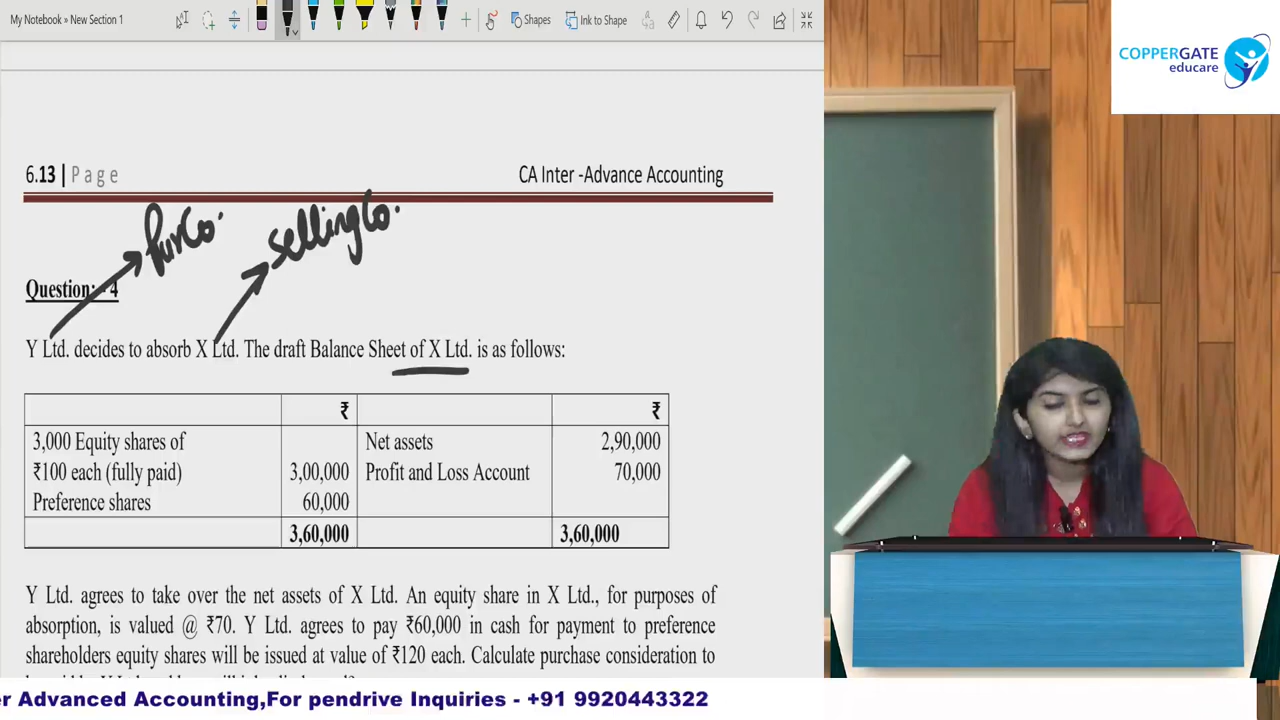 My Notebook » New Section 1
Shapes
Ink to Shape
COPPERGATE
educare
6.13 | Page
CA Inter -Advance Accounting
PurCo.
SellingCo.
Question: - 4
Y Ltd. decides to absorb X Ltd. The draft Balance Sheet of X Ltd. is as follows:
₹ ₹
3,000 Equity shares of Net assets 2,90,000
₹100 each (fully paid) 3,00,000 Profit and Loss Account 70,000
Preference shares 60,000
3,60,000 3,60,000
Y Ltd. agrees to take over the net assets of X Ltd. An equity share in X Ltd., for purposes of
absorption, is valued @ ₹70. Y Ltd. agrees to pay ₹60,000 in cash for payment to preference
shareholders equity shares will be issued at value of ₹120 each. Calculate purchase consideration to
er Advanced Accounting,For pendrive Inquiries - +91 9920443322